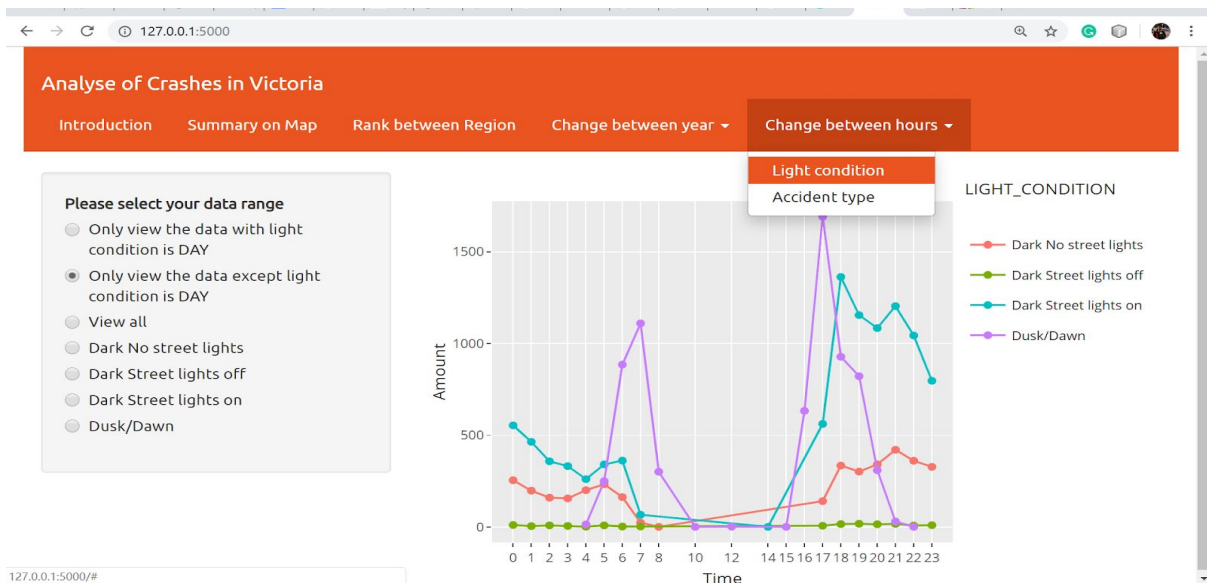 127.0.0.1:5000
Analyse of Crashes in Victoria
Introduction Summary on Map Rank between Region Change between year Change between hours
Light condition
Accident type
Please select your data range
Only view the data with light
condition is DAY
Only view the data except light
condition is DAY
View all
Dark No street lights
Dark Street lights off
Dark Street lights on
Dusk/Dawn
1500
1000
500
0
Amount
0 1 2 3 4 5 6 7 8 10 12 14 15 16 17 18 19 20 21 22 23
Time
LIGHT_CONDITION
Dark No street lights
Dark Street lights off
Dark Street lights on
Dusk/Dawn
127.0.0.1:5000/#